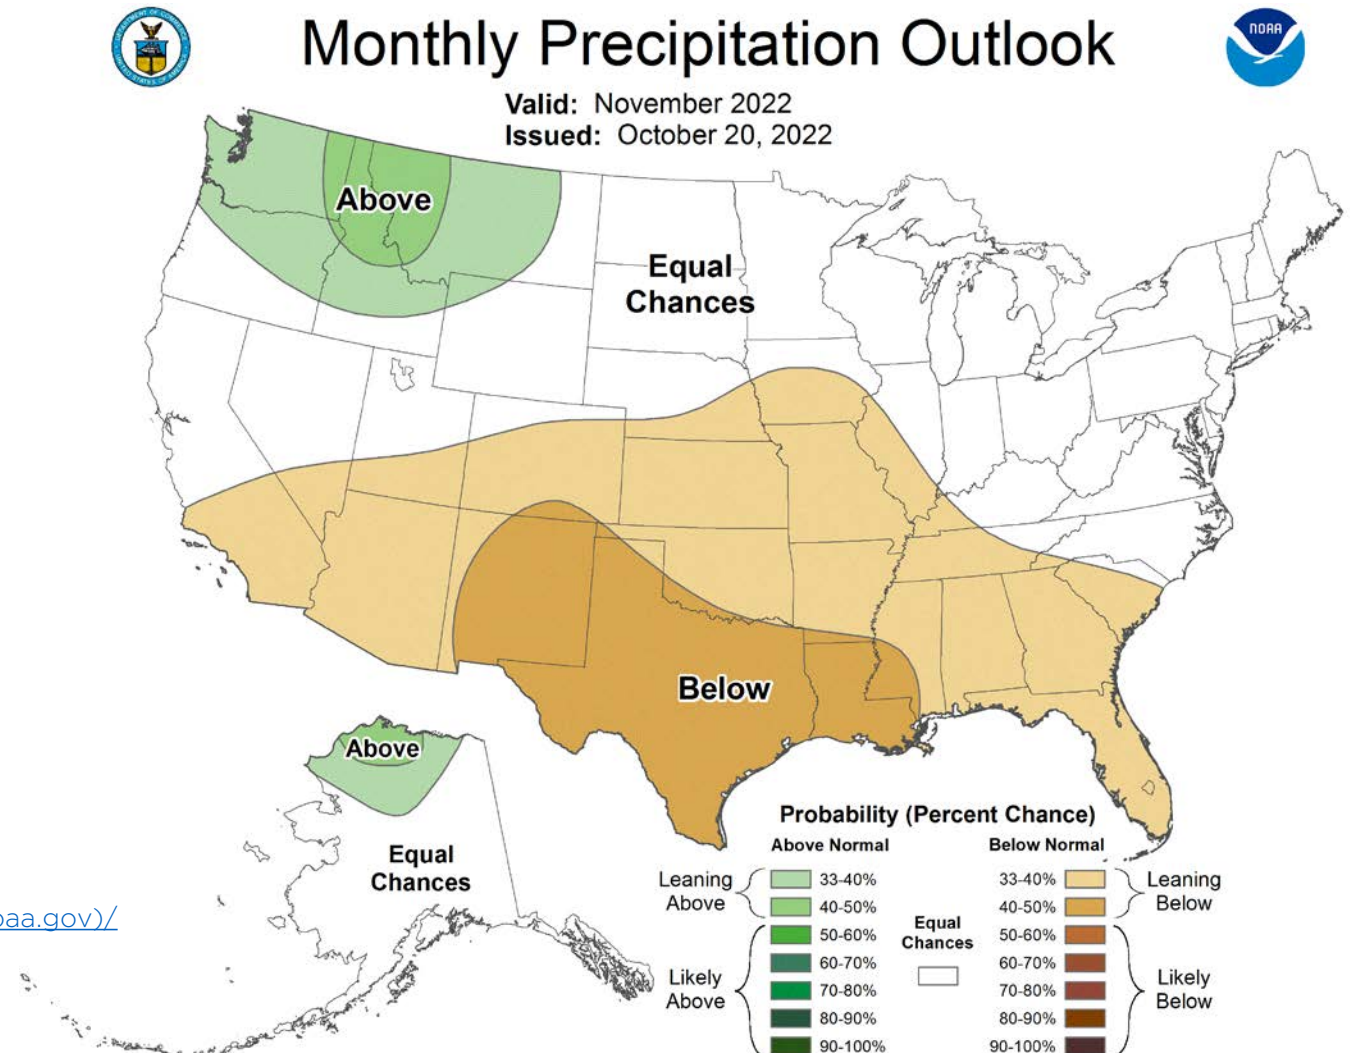 Monthly Precipitation Outlook
NOAA
Valid: November 2022
Issued: October 20, 2022
Above
Equal
Chances
Below
Above
Equal
Chances
oaa.gov)/
Probability (Percent Chance)
Above Normal
Below Normal
Leaning
Above
33-40%
40-50%
50-60%
60-70%
70-80%
80-90%
90-100%
Likely
Above
Equal
Chances
33-40%
40-50%
50-60%
60-70%
70-80%
80-90%
90-100%
Leaning
Below
Likely
Below